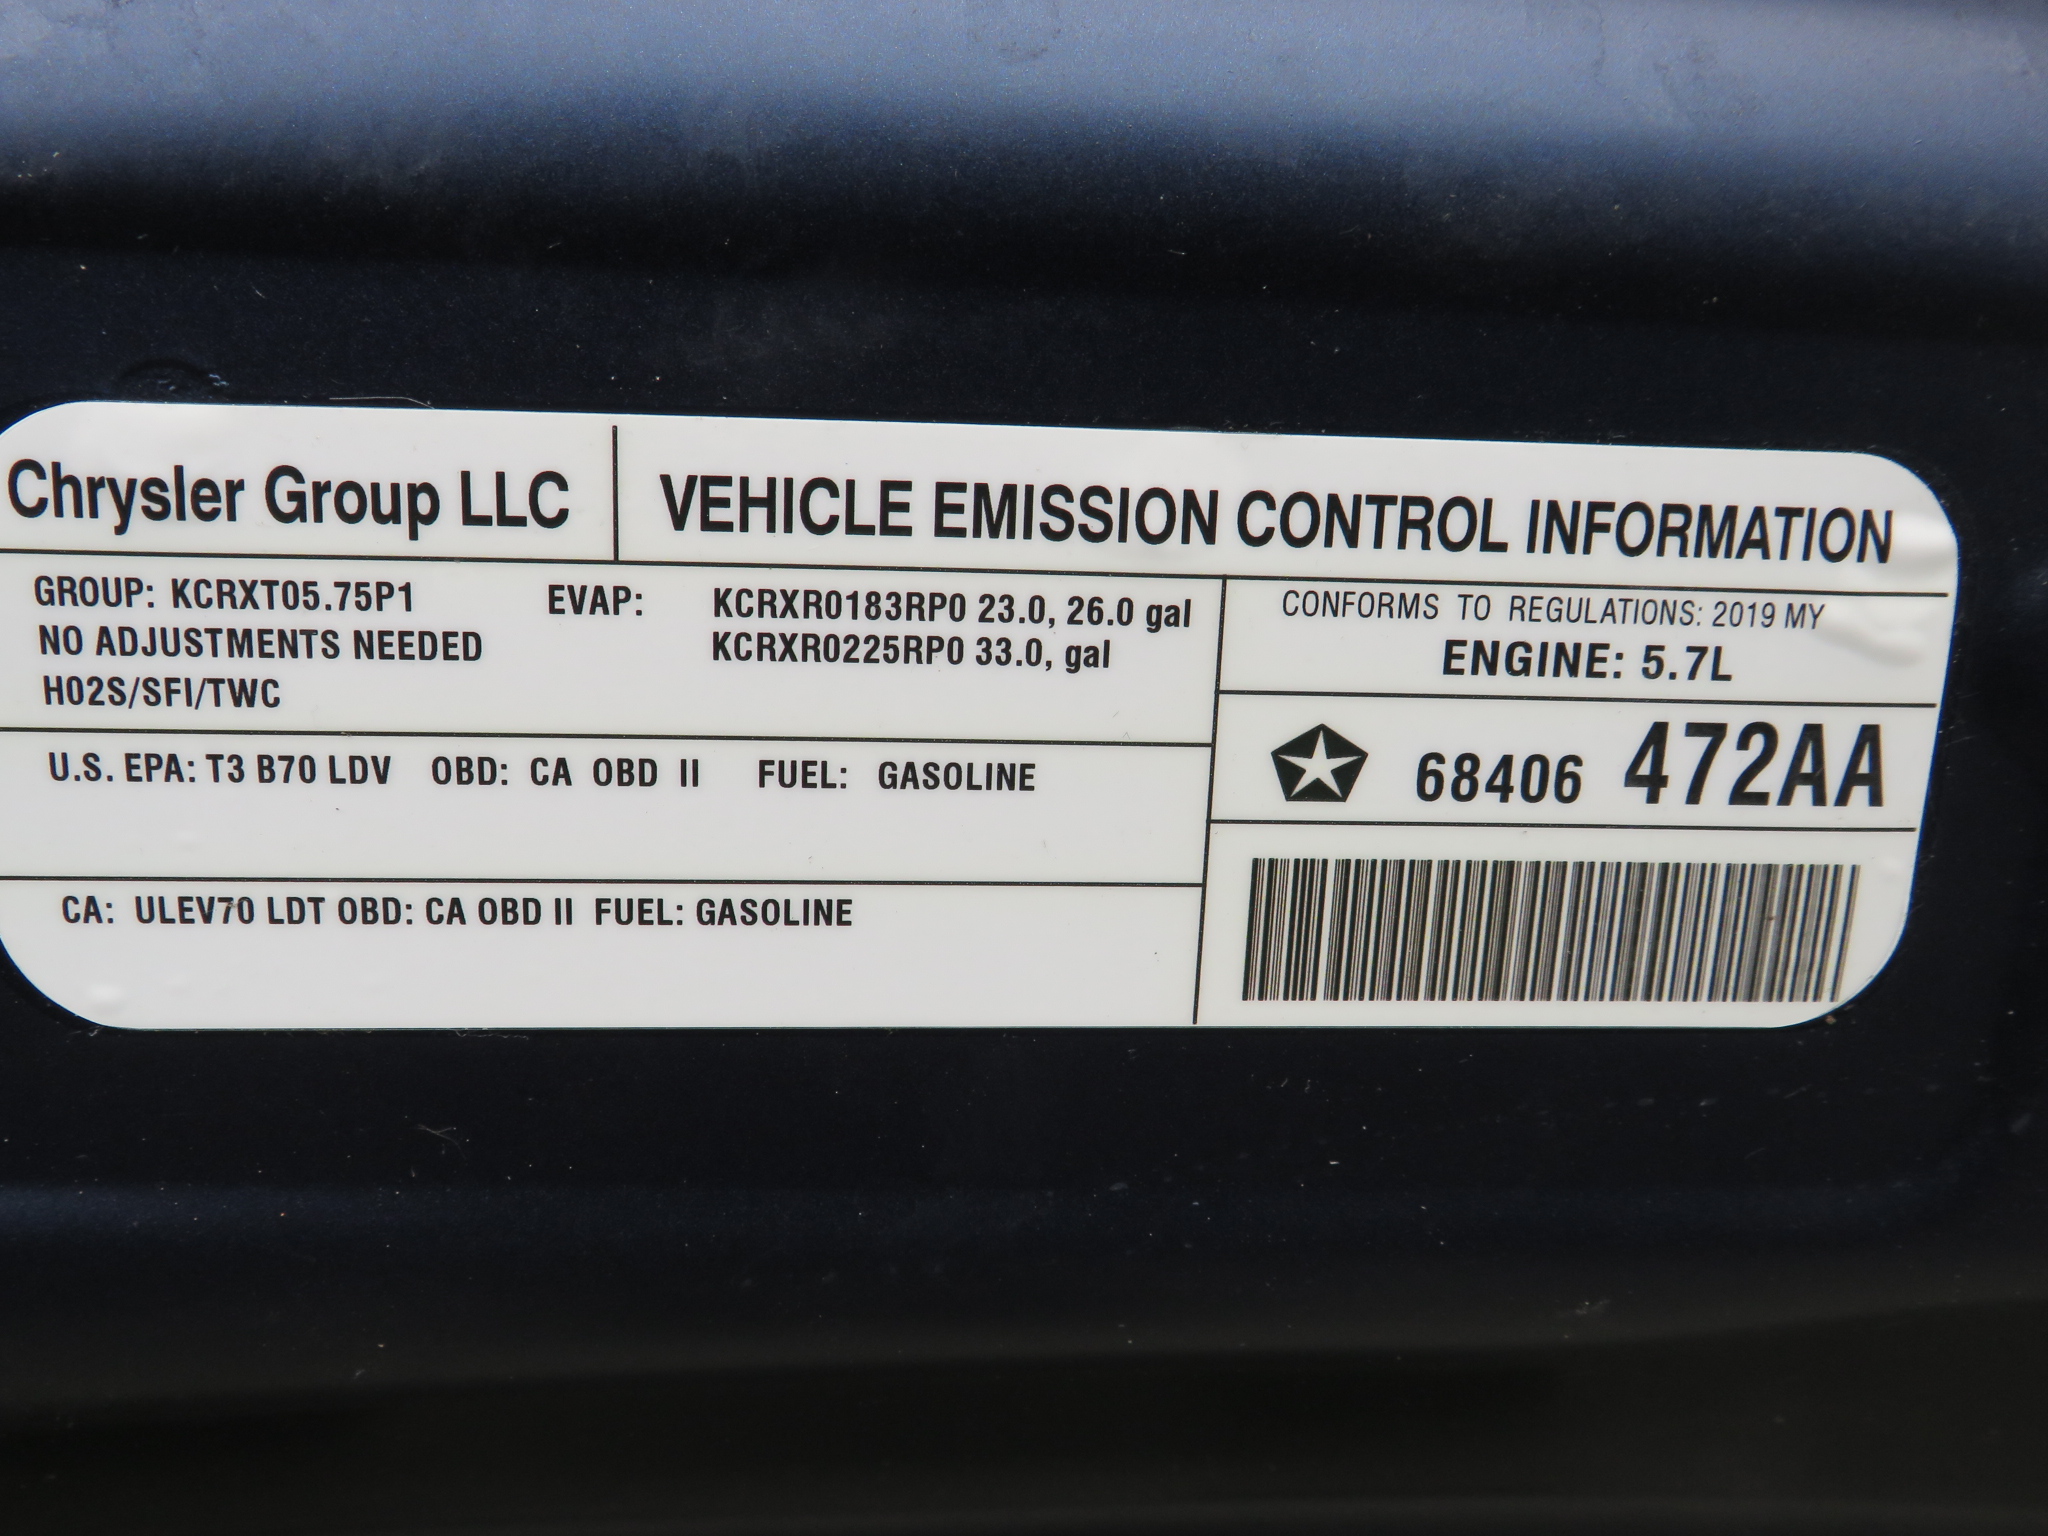 Chrysler Group LLC
VEHICLE EMISSION CONTROL INFORMATION
GROUP: KCRXT05.75P1
NO ADJUSTMENTS NEEDED
HO2S/SFI/TWC
EVAP: KCRXR0183RP0 23.0, 26.0 gal
KCRXR0225RP0 33.0, gal
CONFORMS TO REGULATIONS: 2019 MY
ENGINE: 5.7L
68406 472AA
U.S. EPA: T3 B70 LDV OBD: CA OBD II FUEL: GASOLINE
CA: ULEV70 LDT OBD: CA OBD II FUEL: GASOLINE